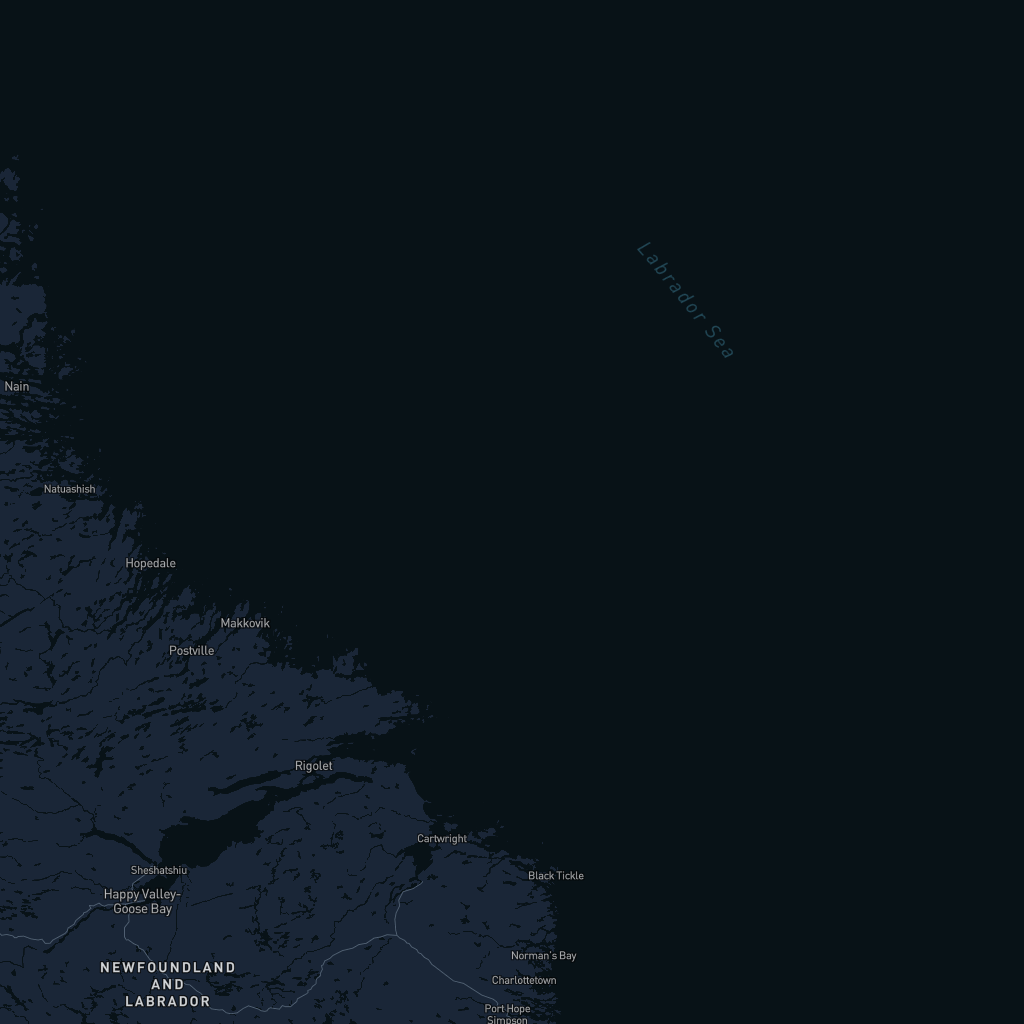 Labrador Sea
Nain
Natuashish
Hopedale
Makkovik
Postville
Rigolet
Cartwright
Sheshatshiu
Black Tickle
Happy Valley-
Goose Bay
Norman's Bay
NEWFOUNDLAND
AND
LABRADOR
Charlottetown
Port Hope
Simpson